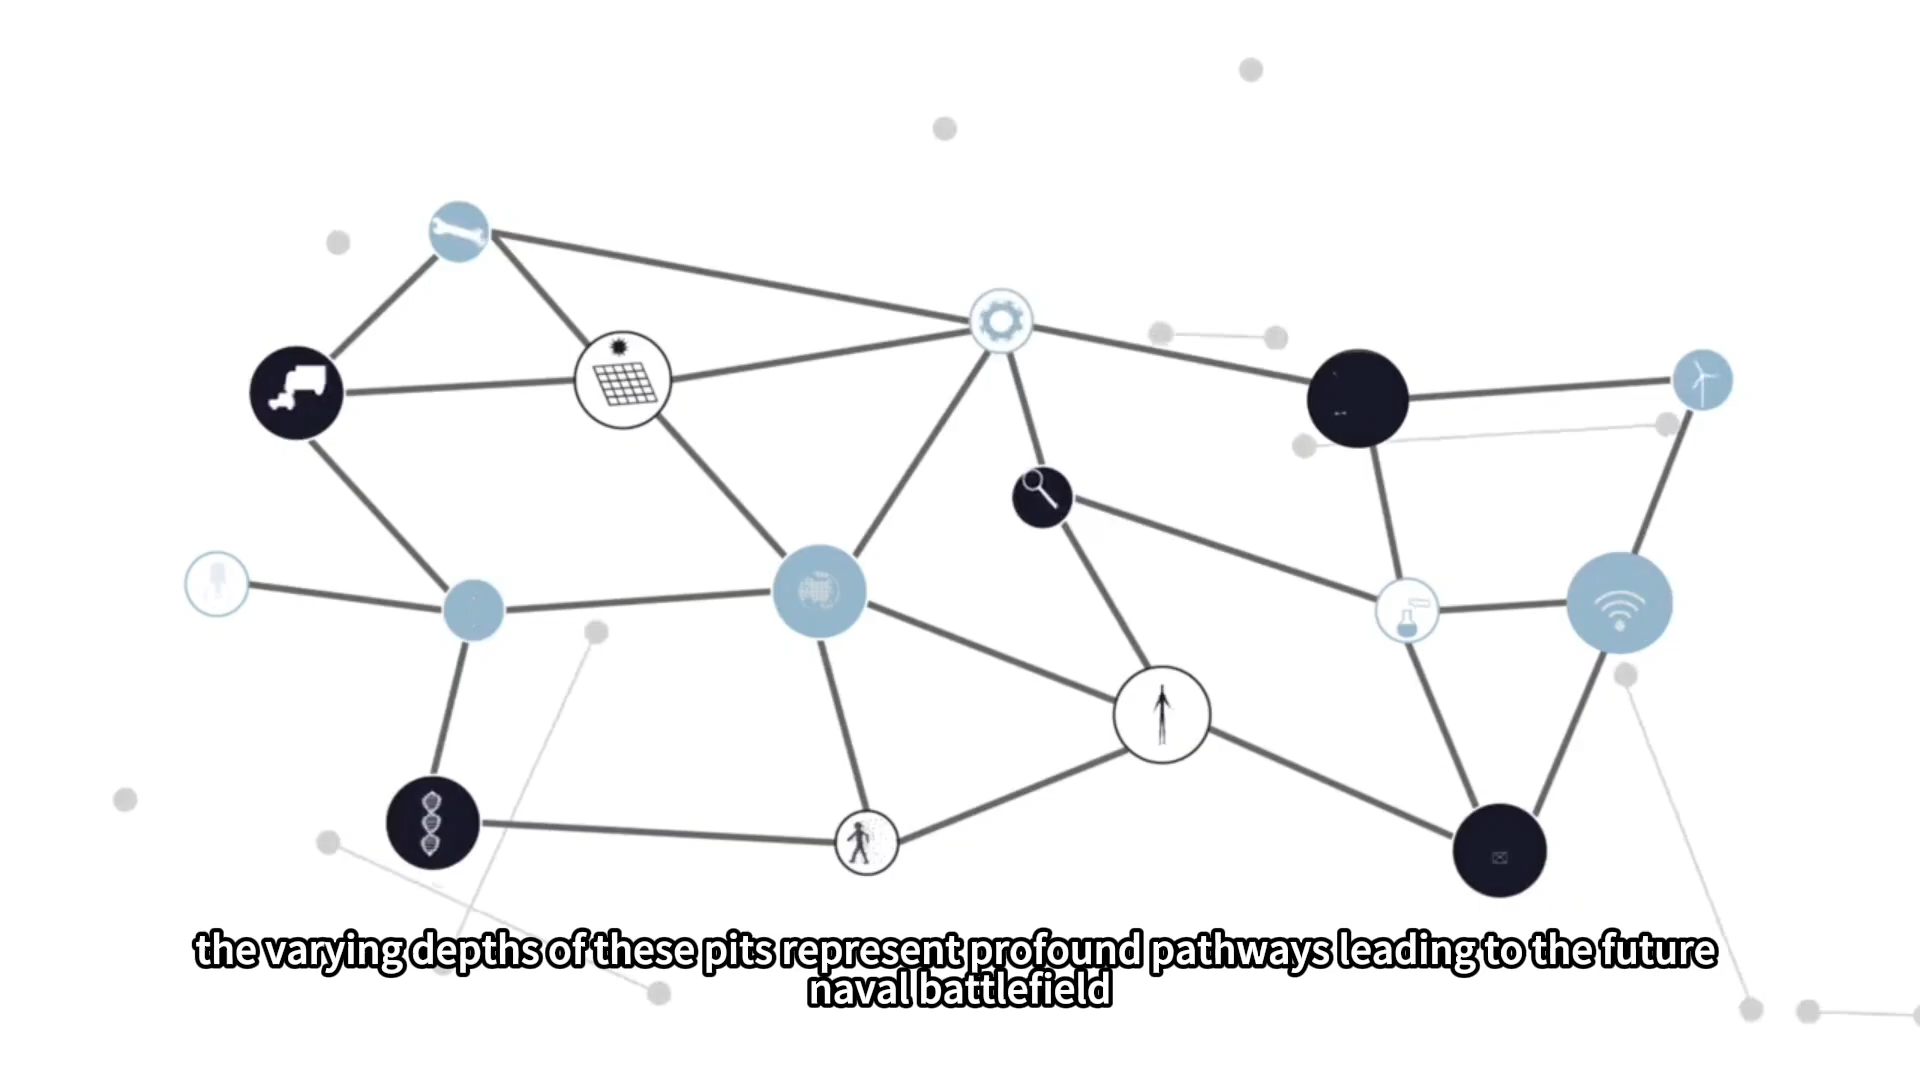 the varying depths of these pits represent profound pathways leading to the future
naval battlefield